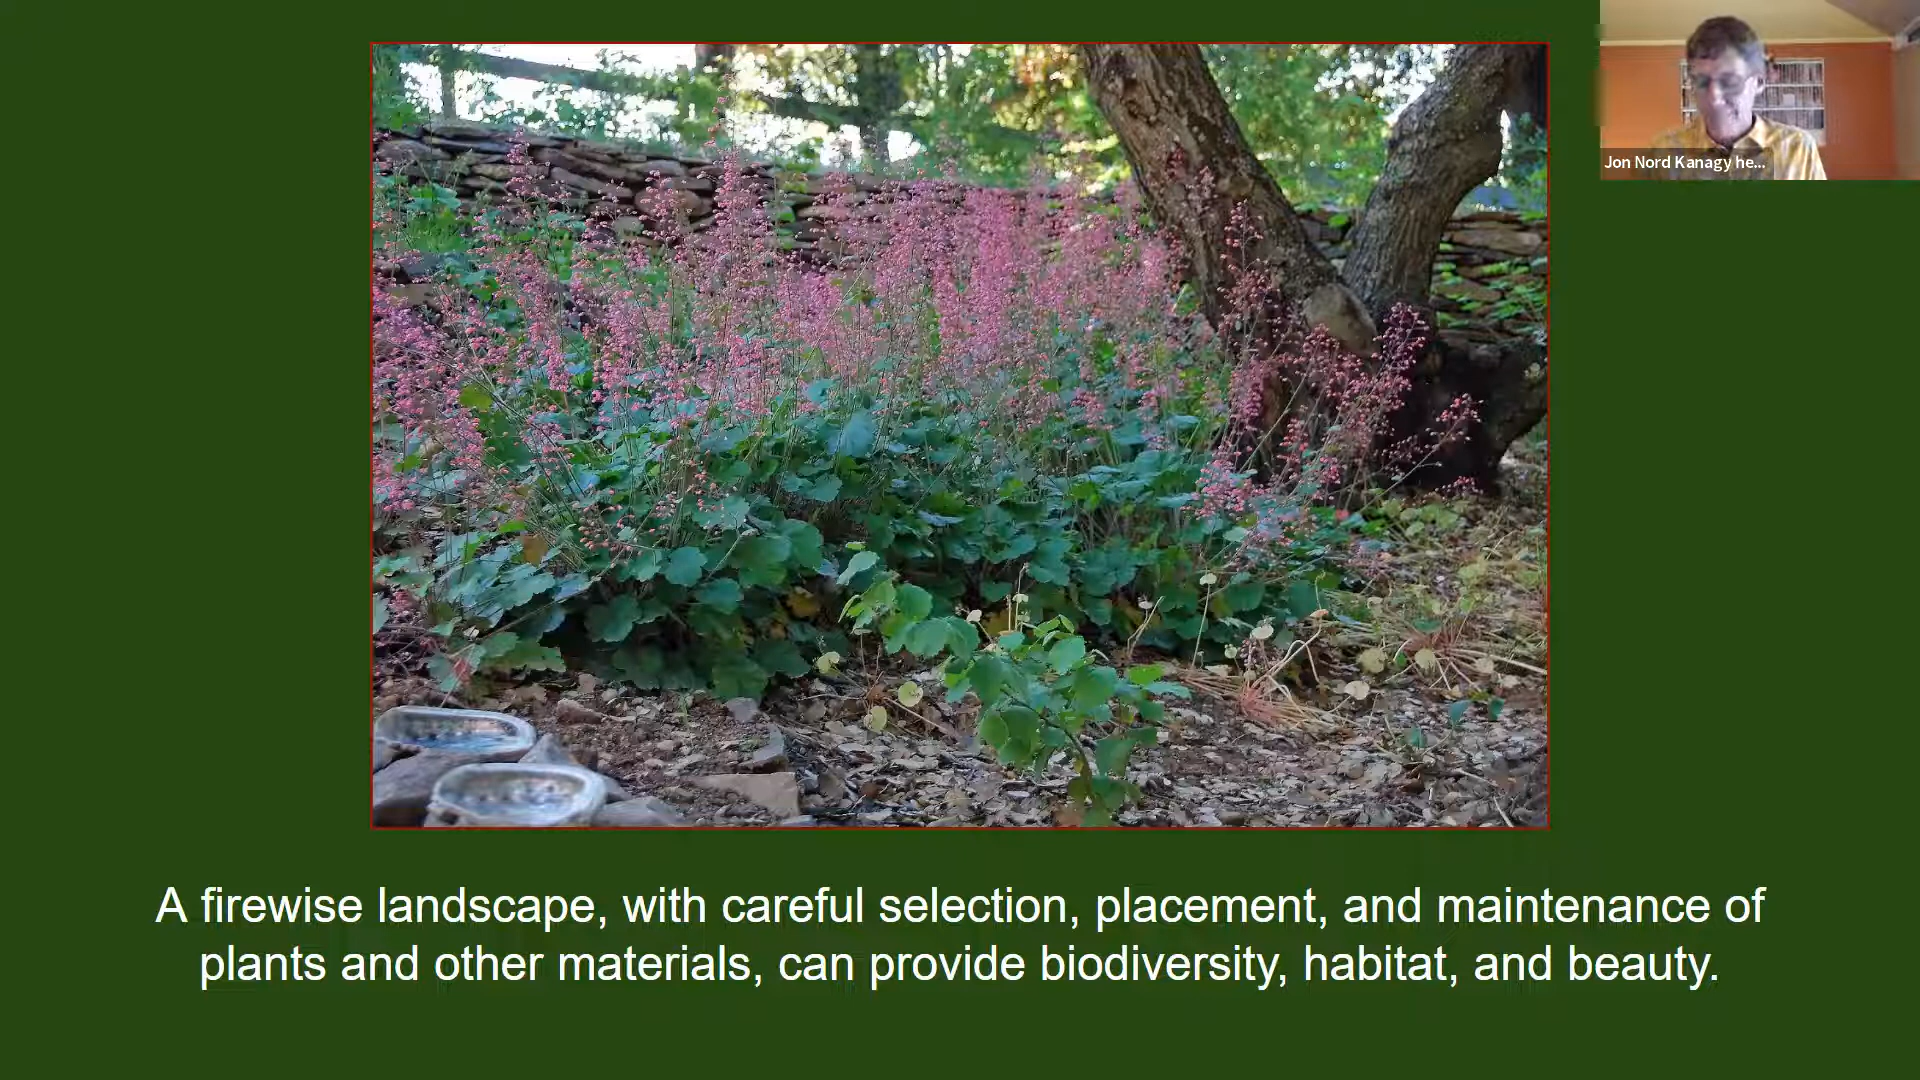 Jon Nord Kanagy he...
A firewise landscape, with careful selection, placement, and maintenance of
plants and other materials, can provide biodiversity, habitat, and beauty.